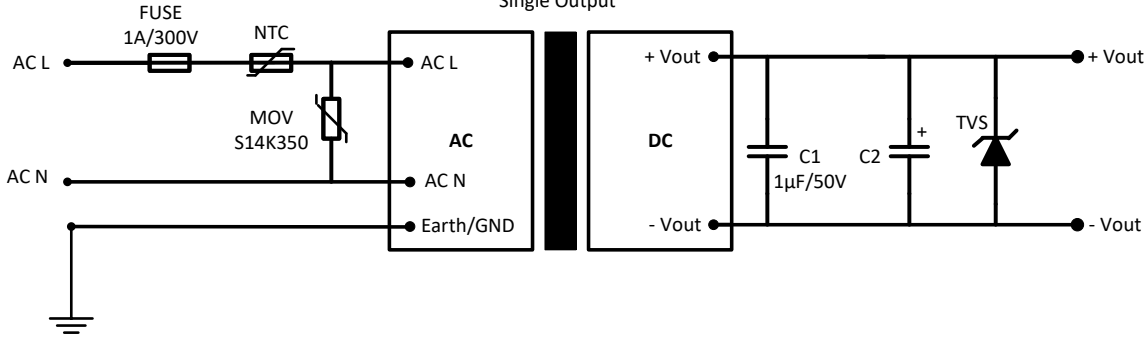 Single Output
FUSE
1A/300V
NTC
AC L
AC L
MOV
S14K350
AC
AC N
AC N
Earth/GND
+ Vout
DC
- Vout
C1
1µF/50V
C2
+
TVS
+ Vout
- Vout